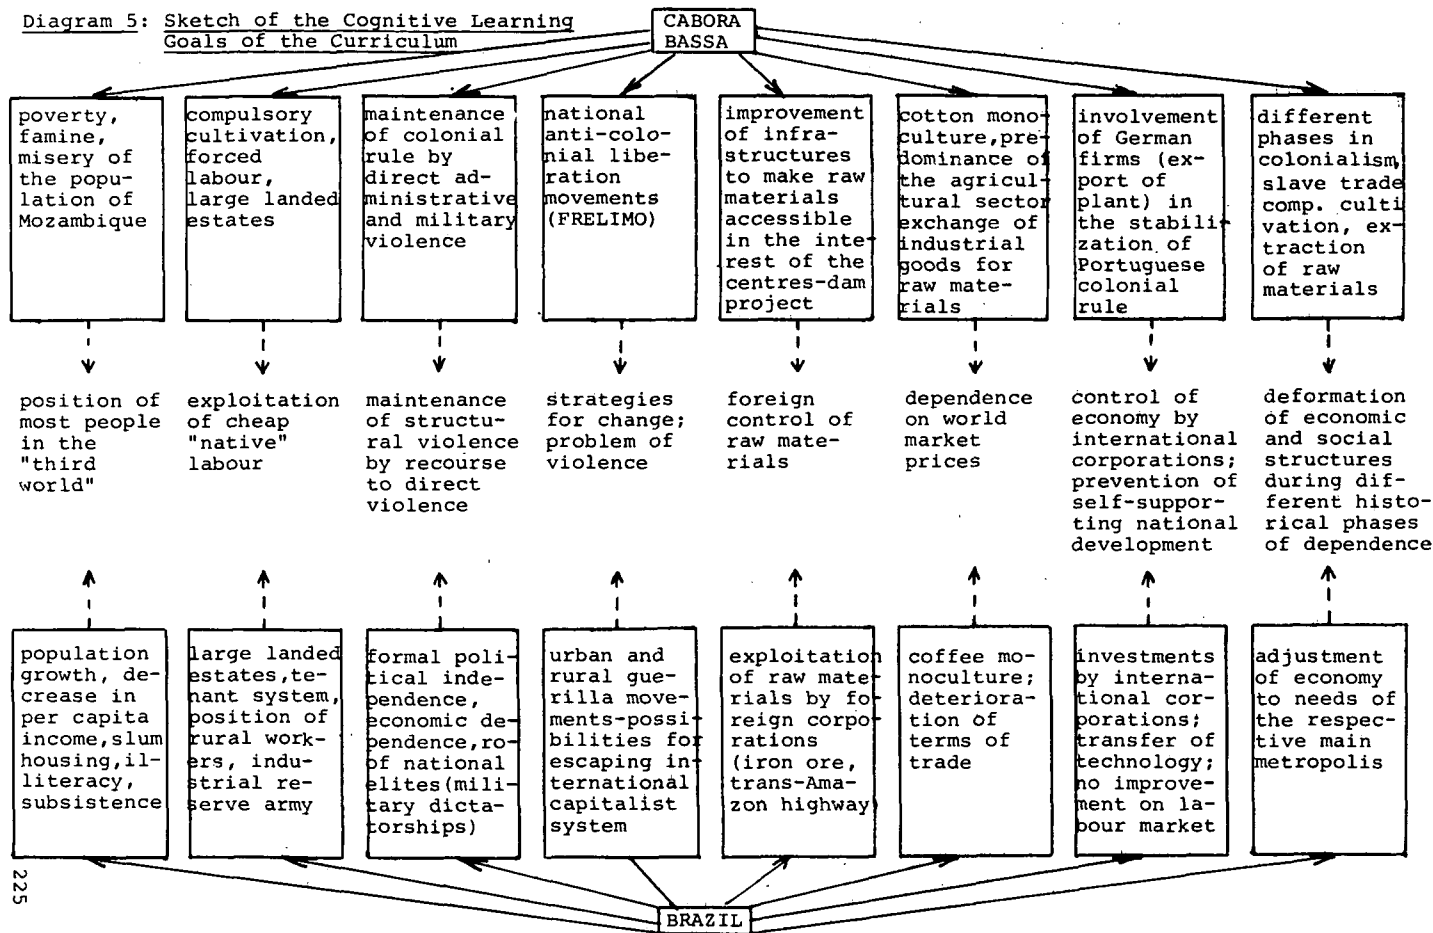 Diagram 5: Sketch of the Cognitive Learning
Goals of the Curriculum
CABORA
BASSA
poverty,
famine,
misery of
the popu-
lation of
Mozambique
compulsory
cultivation,
forced
labour,
large landed
estates
maintenance
of colonial
rule by
direct ad-
ministrative
and military
violence
national
anti-colo-
nial libe-
ration
movements
(FRELIMO)
improvement
of infra-
structures
to make raw
materials
accessible
in the inte-
rest of the
centres-dam
project
cotton mono-
culture,pre-
dominance of
the agricul-
tural sector
exchange of
industrial
goods for
raw mate-
rials
involvement
of German
firms (ex-
port of
plant) in
the stabili-
zation of
Portuguese
colonial
rule
different
phases in
colonialism,
slave trade
comp. culti
vation, ex-
traction
of raw
materials
position of
most people
in the
"third
world"
exploitation
of cheap
"native"
labour
maintenance
of structu-
ral violence
by recourse
to direct
violence
strategies
for change;
problem of
violence
foreign
control of
raw mate-
rials
dependence
on world
market
prices
control of
economy by
international
corporations;
prevention of
self-suppor-
ting national
development
deformation
of economic
and social
structures
during dif-
ferent histo-
rical phases
of dependence
population
growth, de-
crease in
per capita
income,slum
housing,il-
literacy,
subsistence
large landed
estates,te-
nant system,
position of
rural work-
ers, indu-
strial re-
serve army
formal poli-
tical inde-
pendence,
economic de-
pendence,ro-
of national
elites(mili-
tary dicta-
torships)
urban and
rural gue-
rilla move-
ments-possi-
bilities for
escaping in-
ternational
capitalist
system
exploitation
of raw mate-
rials by fo-
reign corpo-
rations
(iron ore,
trans-Ama-
zon highway)
coffee mo-
noculture;
deteriora-
tion of
terms of
trade
investments
by interna-
tional cor-
porations;
transfer of
technology;
no improve-
ment on la-
bour market
adjustment
of economy
to needs of
the respec-
tive main
metropolis
BRAZIL
225